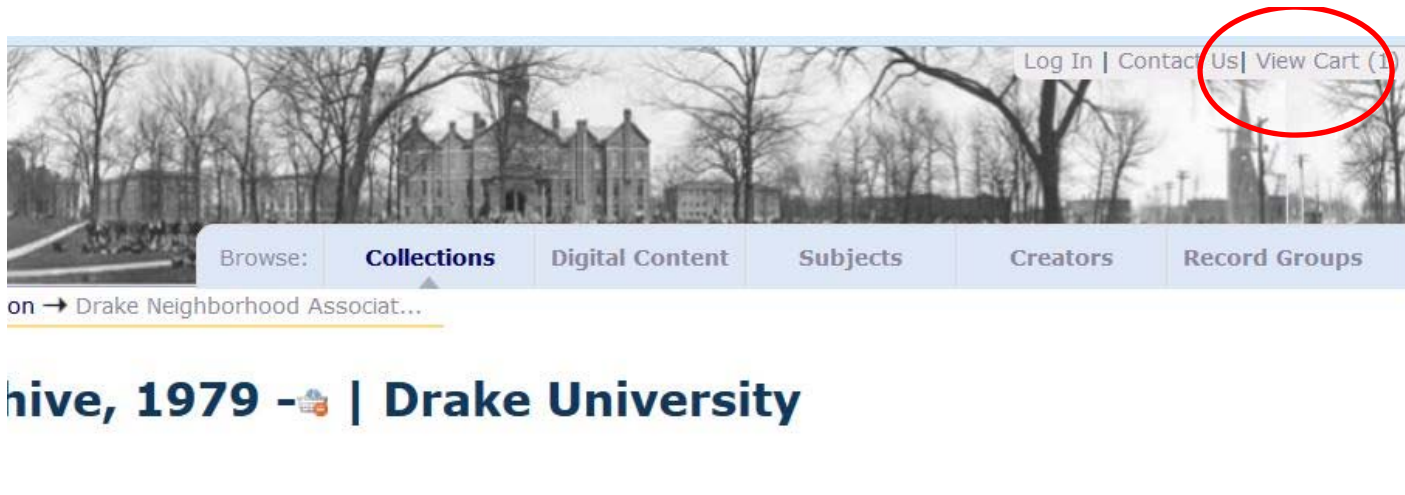 Log In | Contact Us| View Cart (1)
Browse: Collections Digital Content Subjects Creators Record Groups
on → Drake Neighborhood Associat...
hive, 1979 - | Drake University